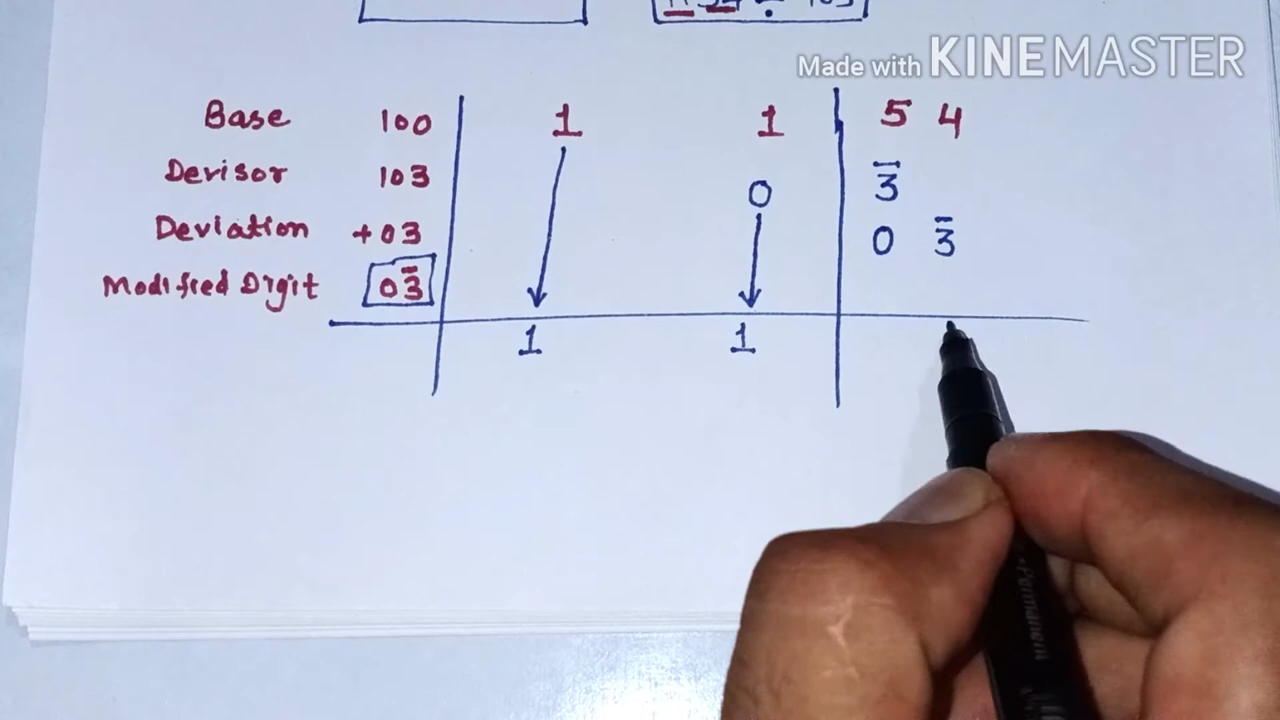 Made with KINEMASTER
Base 100 1 1 5 4
Devisor 103 0 3̅
Deviation +03 0 3̅
Modified Digit 03̅
1 1